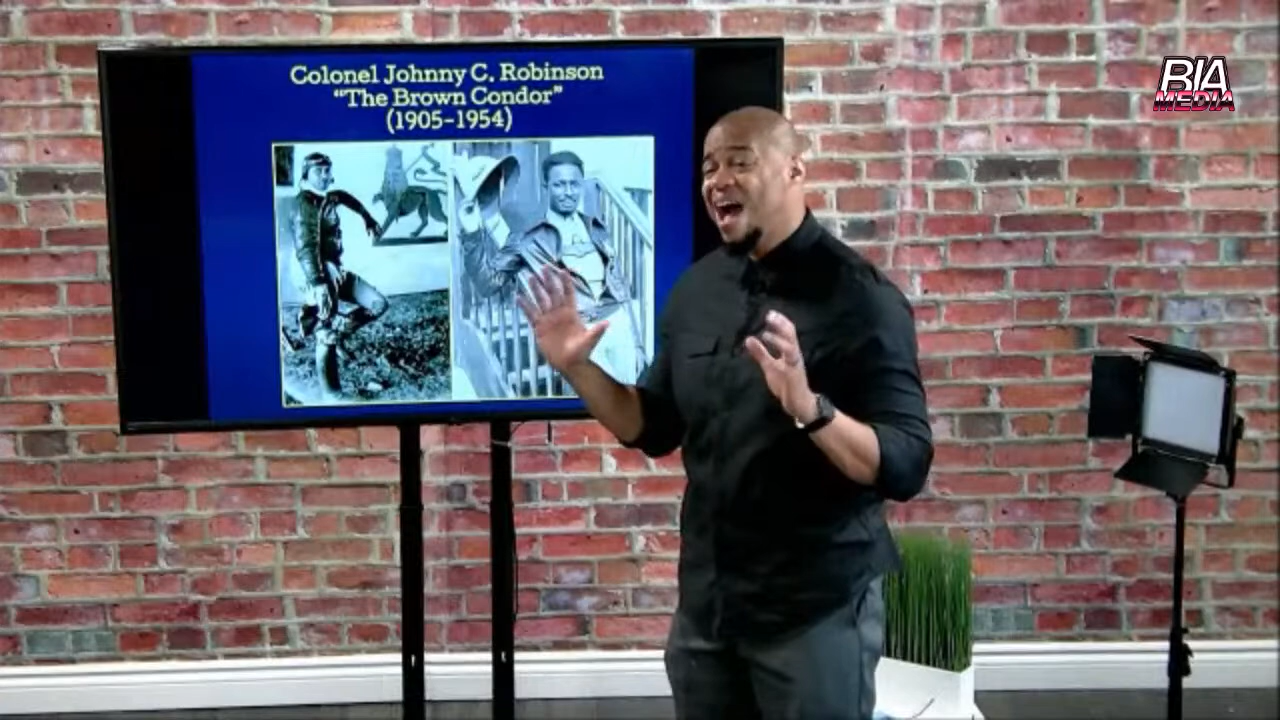 Colonel Johnny C. Robinson
“The Brown Condor”
(1905-1954)
BIA
MEDIA